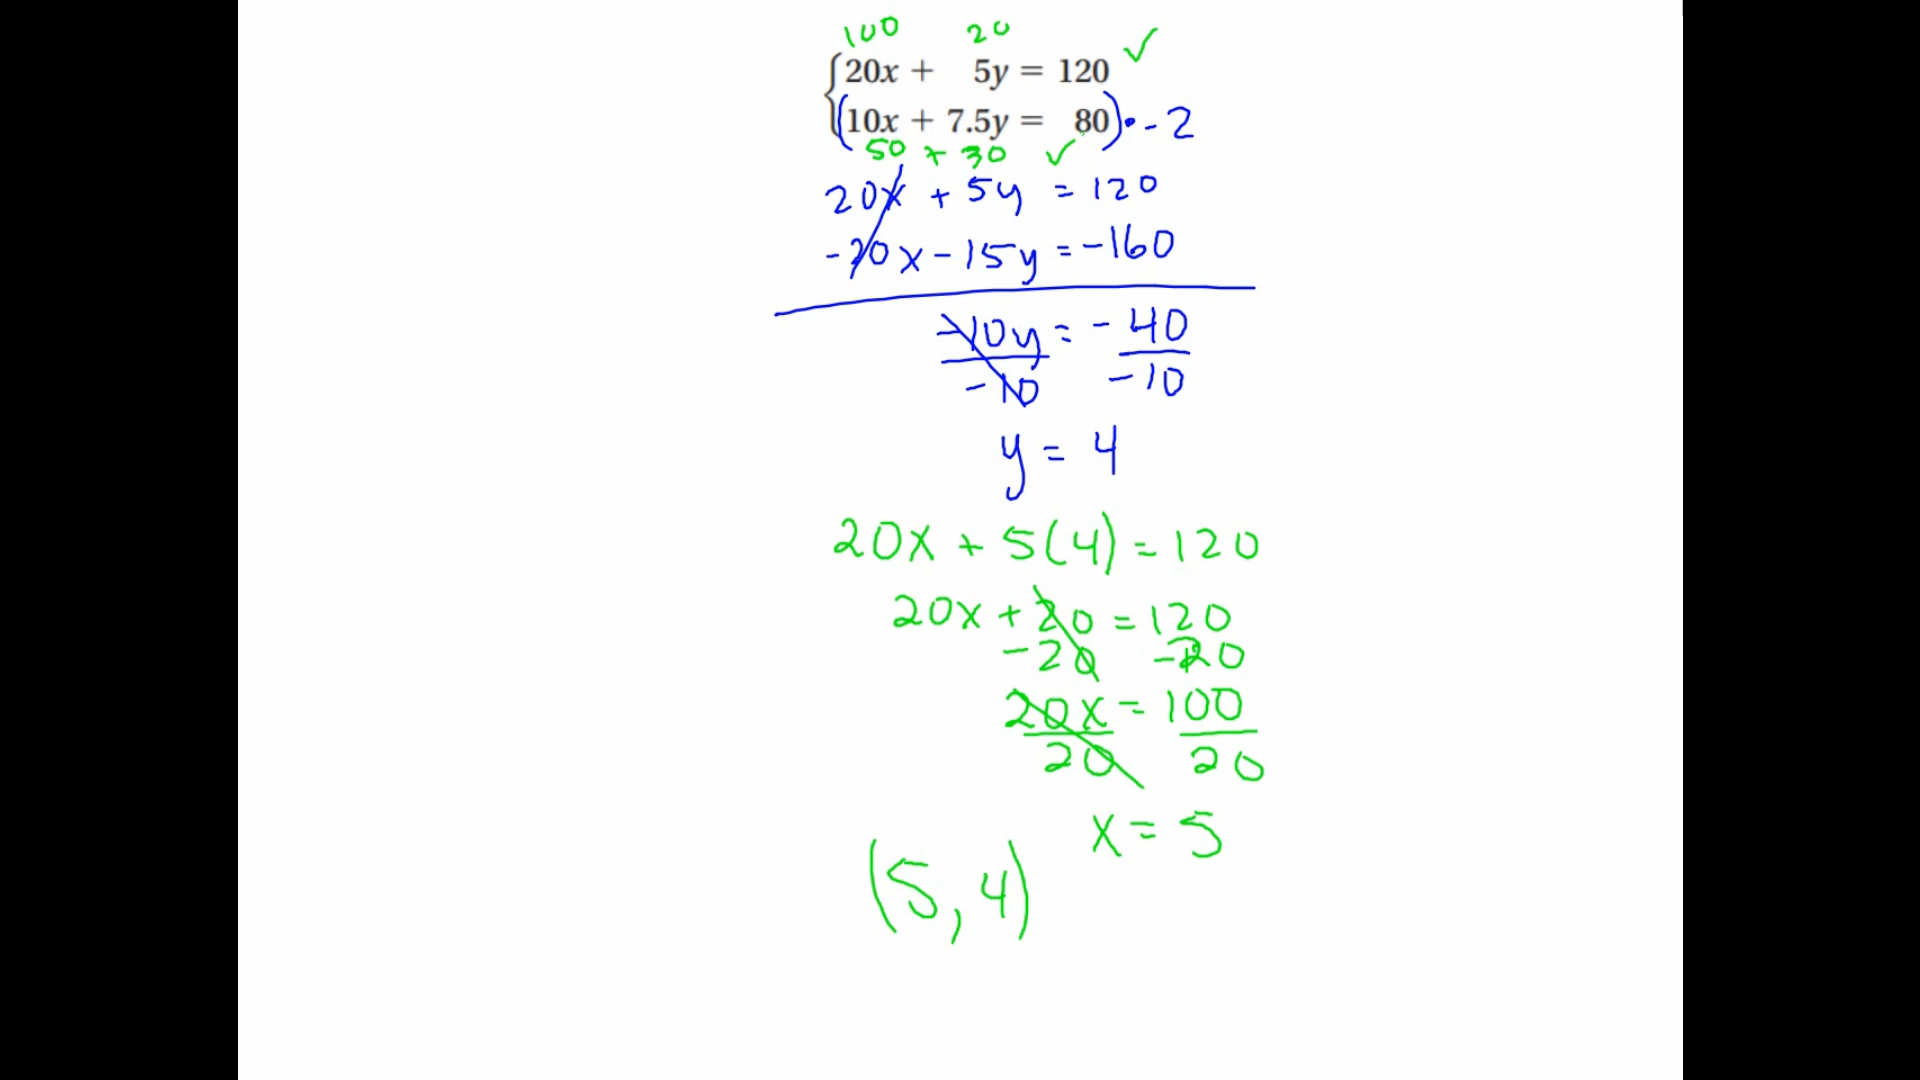 100 20 ✓
20x + 5y = 120
(10x + 7.5y = 80) • -2
50 + 30 ✓
20x + 5y = 120
-20x - 15y = -160
-10y = -40
-10 -10
y = 4
20x + 5(4) = 120
20x + 20 = 120
-20 -20
20x = 100
20 20
x = 5
(5, 4)